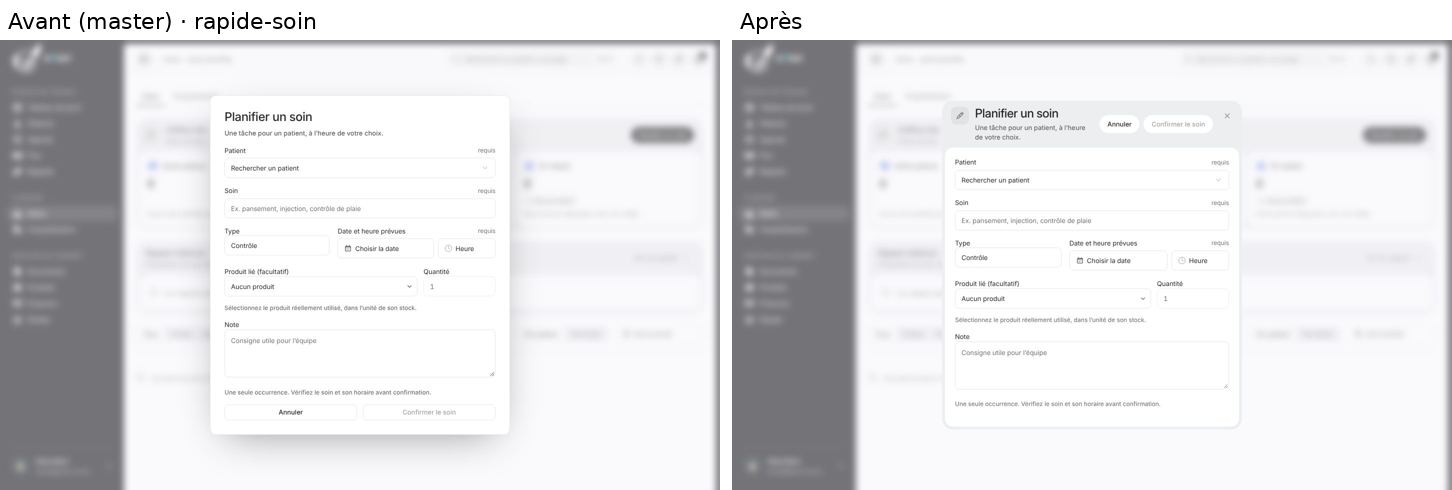 Avant (master) · rapide-soin
Planifier un soin
Une tâche pour un patient, à l'heure de votre choix.
Patient requis
Rechercher un patient
Soin requis
Ex. pansement, injection, contrôle de plaie
Type Date et heure prévues requis
Contrôle Choisir la date Heure
Produit lié (facultatif) Quantité
Aucun produit 1
Sélectionnez le produit réellement utilisé, dans l'unité de son stock.
Note
Consigne utile pour l'équipe
Une seule occurrence. Vérifiez le soin et son horaire avant confirmation.
Annuler Confirmer le soin
Après
Planifier un soin
Une tâche pour un patient, à l'heure
de votre choix.
Annuler Confirmer le soin
Patient requis
Rechercher un patient
Soin requis
Ex. pansement, injection, contrôle de plaie
Type Date et heure prévues requis
Contrôle Choisir la date Heure
Produit lié (facultatif) Quantité
Aucun produit 1
Sélectionnez le produit réellement utilisé, dans l'unité de son stock.
Note
Consigne utile pour l'équipe
Une seule occurrence. Vérifiez le soin et son horaire avant confirmation.